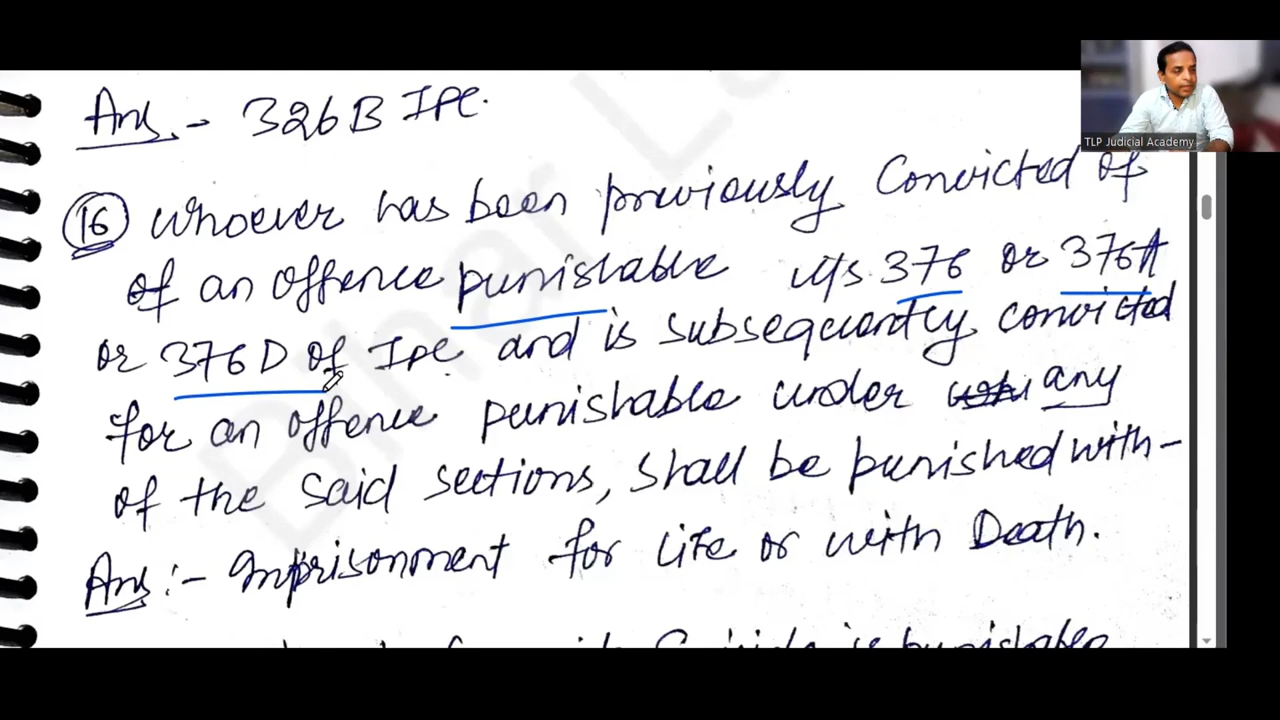 TLP Judicial Academy
Ans. - 326B IPC.
16 Whoever has been previously Convicted of
of an offence punishable u/s 376 or 376A
or 376D of IPC and is subsequently convicted
for an offence punishable under any
of the said sections, shall be punished with-
Ans :- Imprisonment for life or with Death.
Bihar